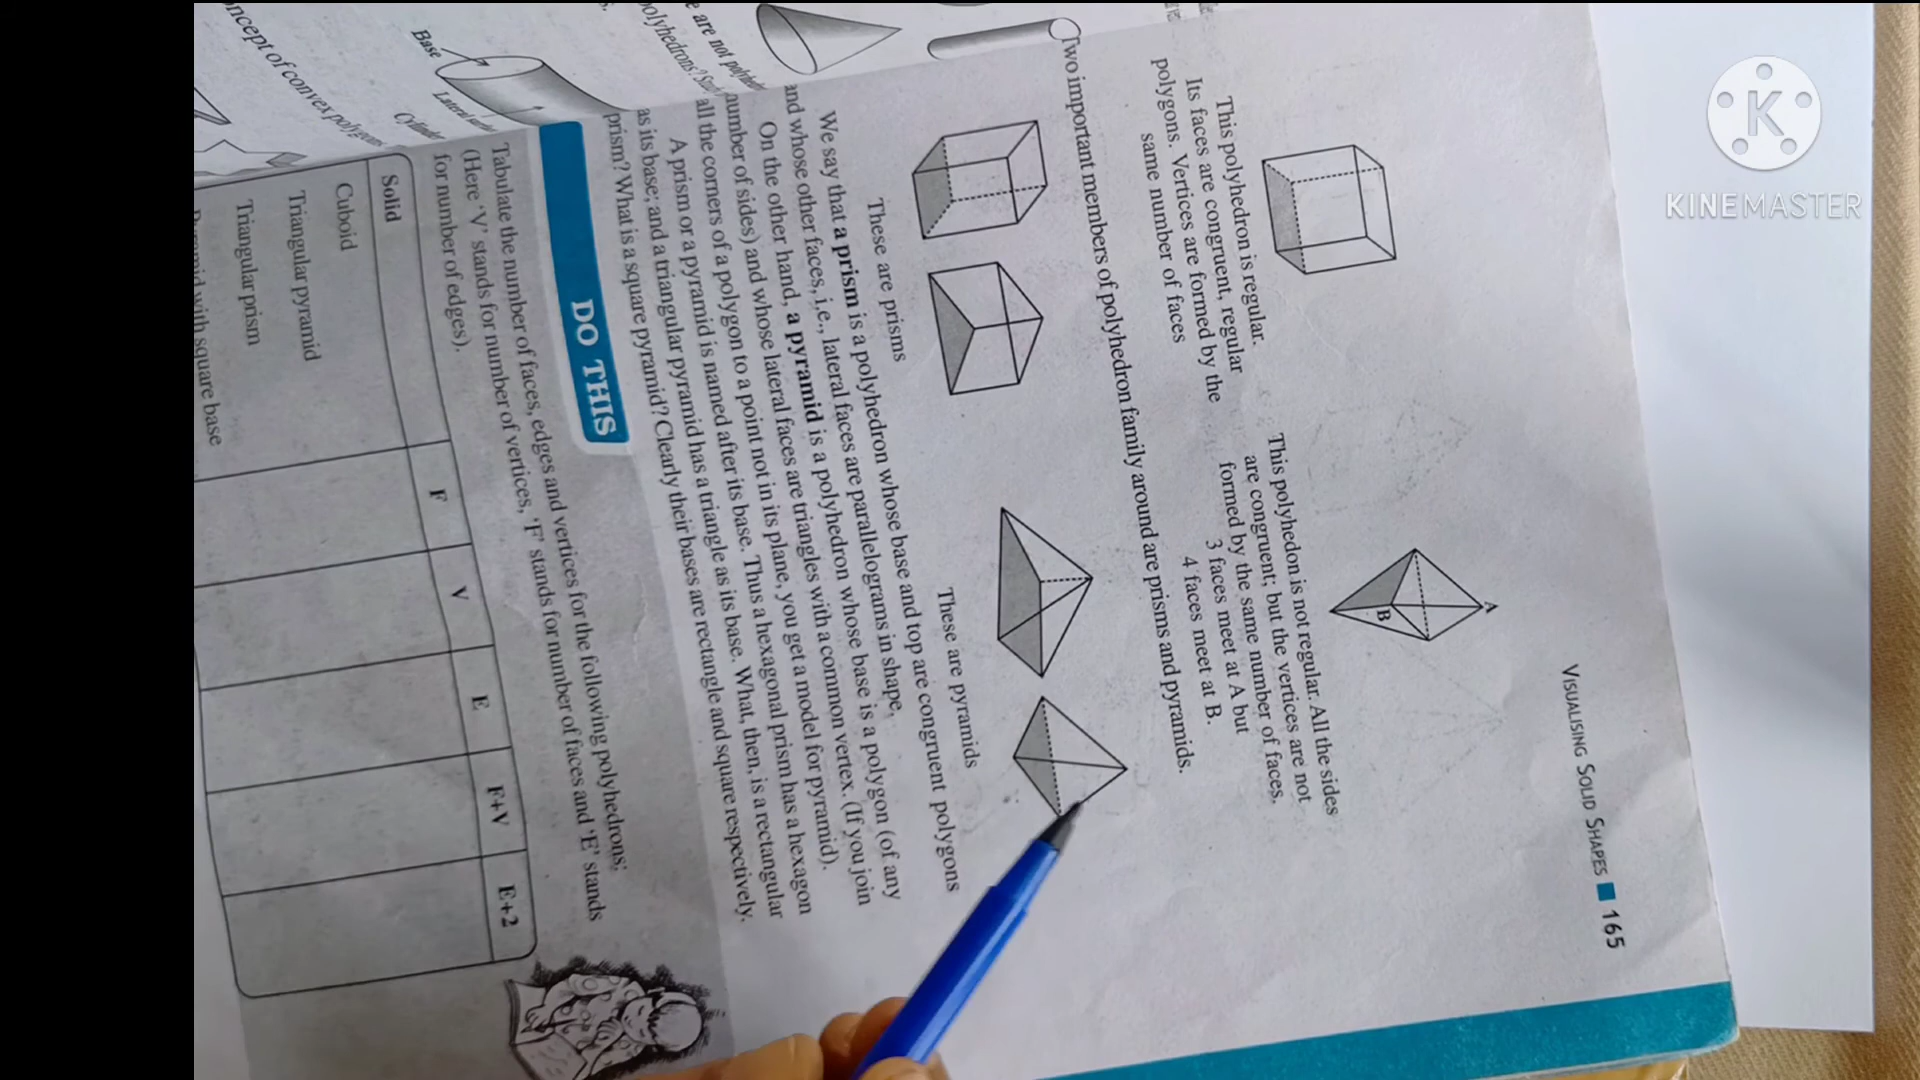 VISUALISING SOLID SHAPES 165
A
B
This polyhedron is regular.
Its faces are congruent, regular
polygons. Vertices are formed by the
same number of faces
This polyhedon is not regular. All the sides
are congruent; but the vertices are not
formed by the same number of faces.
3 faces meet at A but
4 faces meet at B.
Two important members of polyhedron family around are prisms and pyramids.
These are prisms
These are pyramids
We say that a prism is a polyhedron whose base and top are congruent polygons
and whose other faces, i.e., lateral faces are parallelograms in shape.
On the other hand, a pyramid is a polyhedron whose base is a polygon (of any
number of sides) and whose lateral faces are triangles with a common vertex. (If you join
all the corners of a polygon to a point not in its plane, you get a model for pyramid).
A prism or a pyramid is named after its base. Thus a hexagonal prism has a hexagon
as its base; and a triangular pyramid has a triangle as its base. What, then, is a rectangular
prism? What is a square pyramid? Clearly their bases are rectangle and square respectively.
DO THIS
Tabulate the number of faces, edges and vertices for the following polyhedrons:
(Here 'V' stands for number of vertices, 'F' stands for number of faces and 'E' stands
for number of edges).
Solid F V E F+V E+2
Cuboid
Triangular pyramid
Triangular prism
Pyramid with square base
e are not
polyhedrons?
Base
Lateral
Cylinder
concept of convex polygons
KINEMASTER